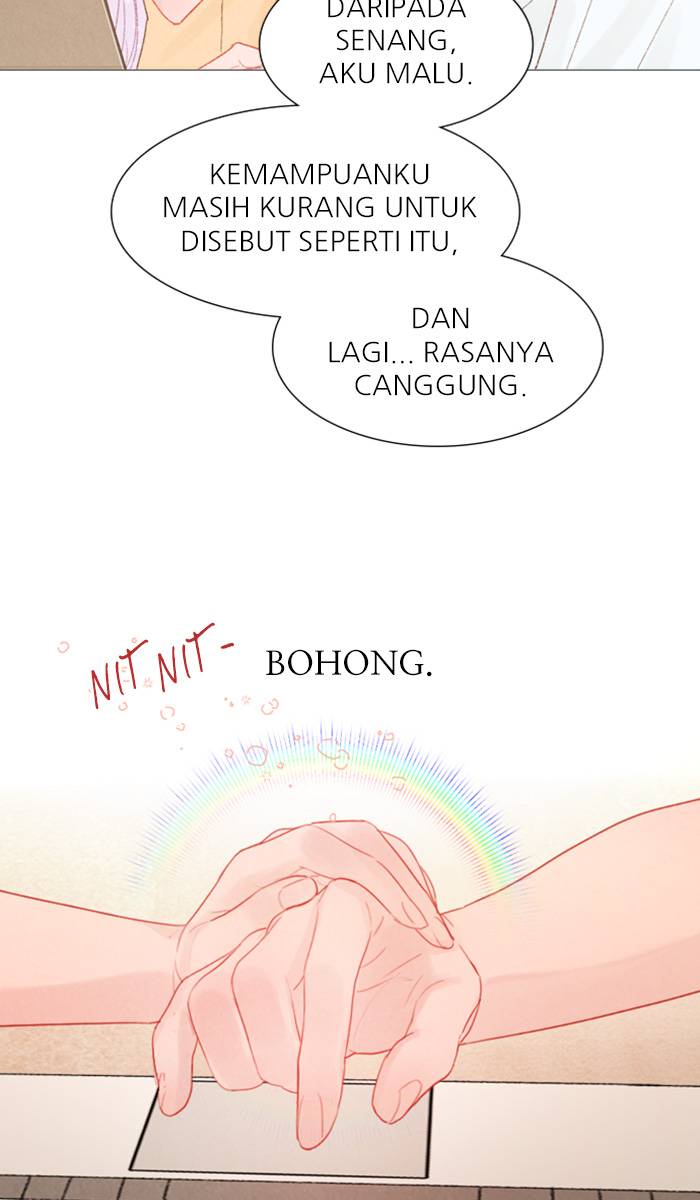 DARIPADA
SENANG,
AKU MALU.
KEMAMPUANKU
MASIH KURANG UNTUK
DISEBUT SEPERTI ITU,
DAN
LAGI... RASANYA
CANGGUNG.
NIT NIT-
BOHONG.